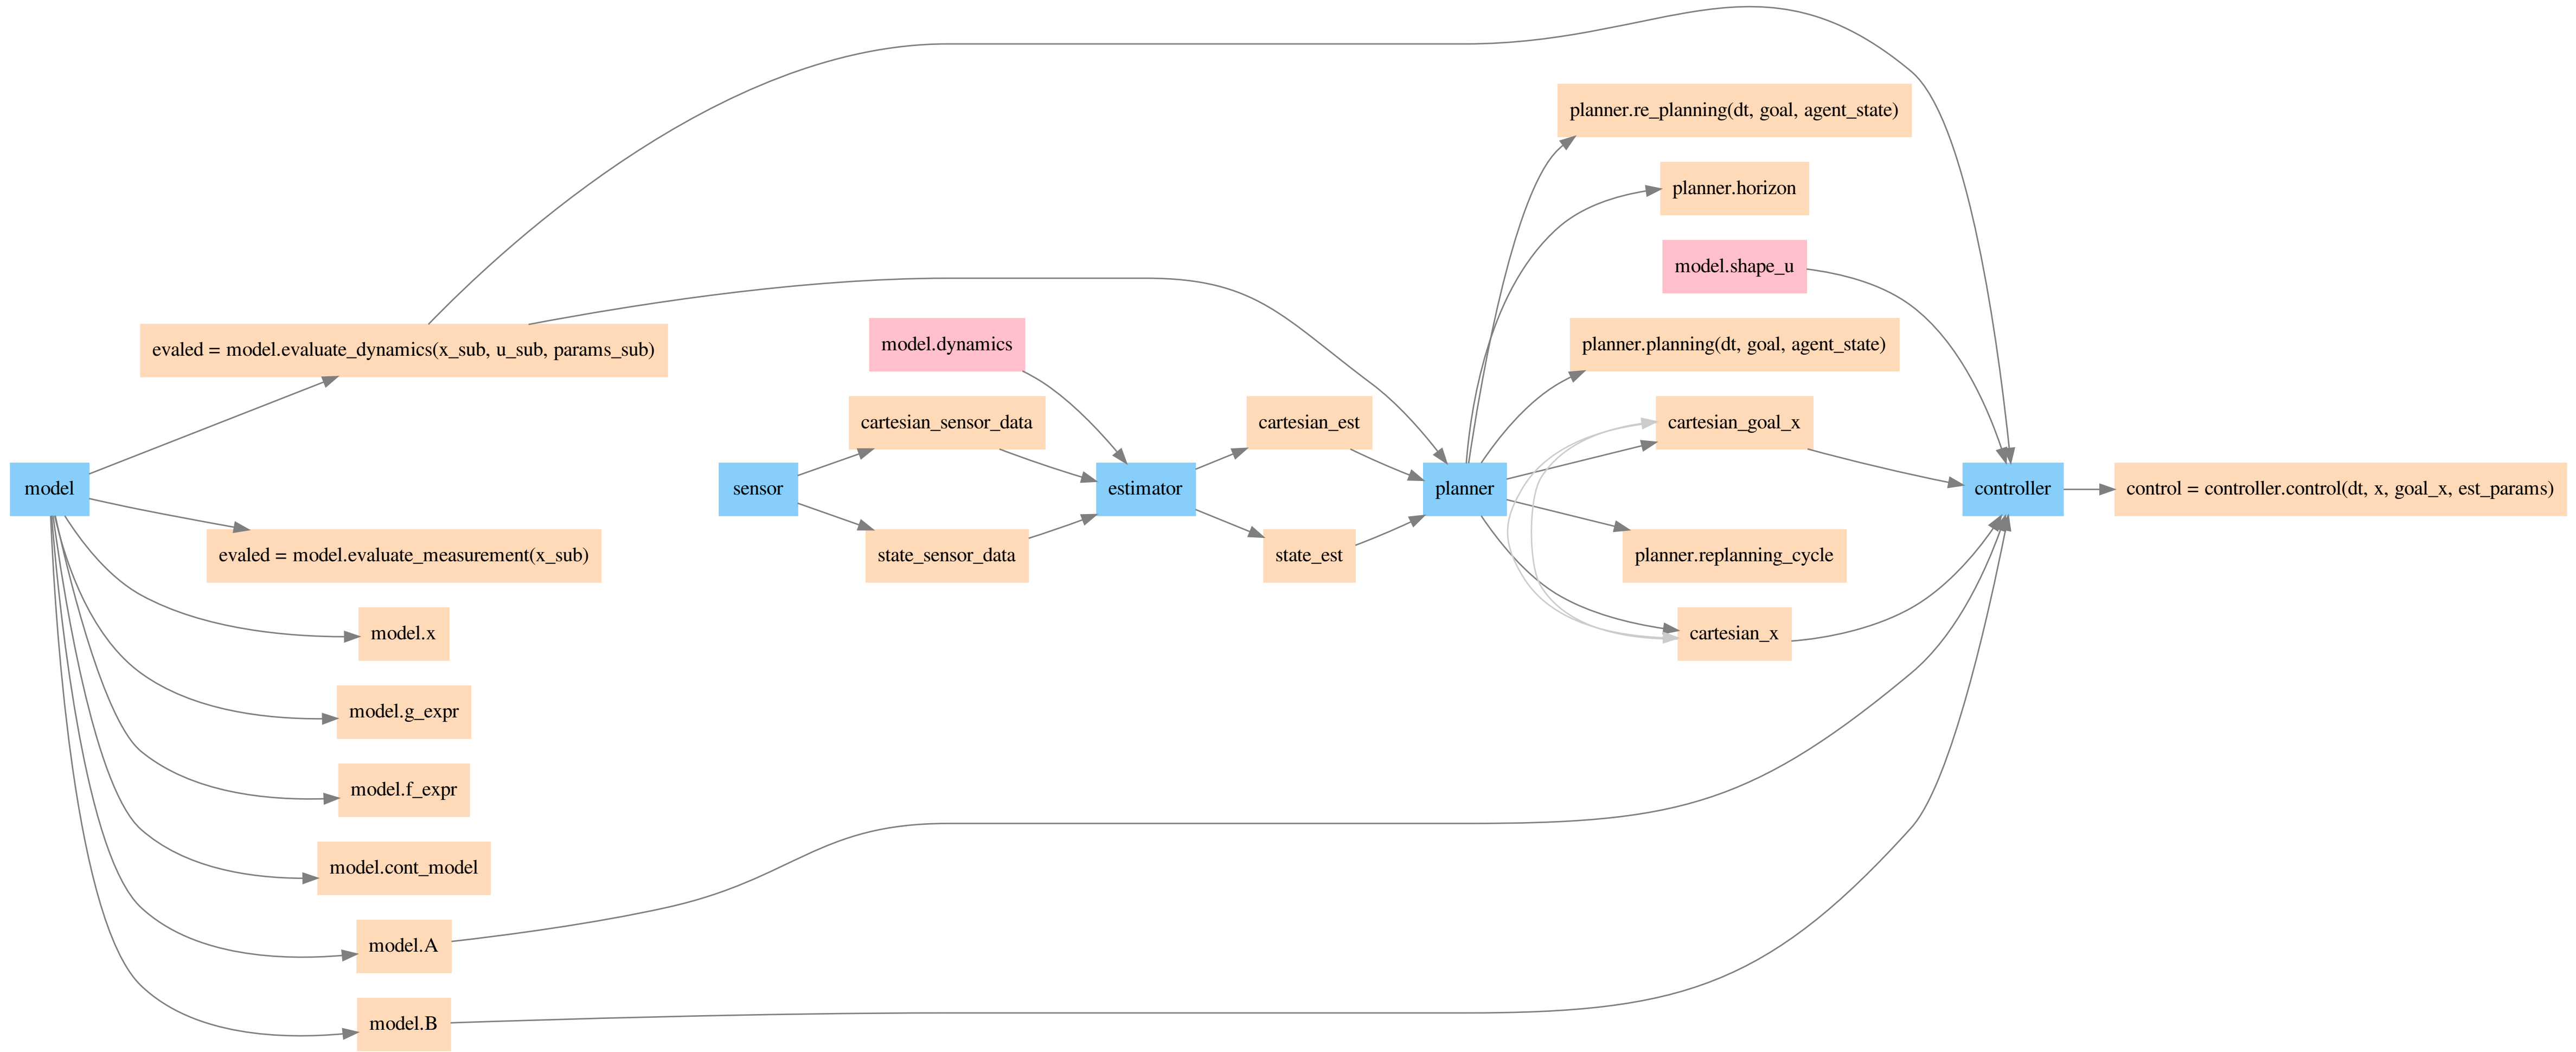 planner.re_planning(dt, goal, agent_state)
planner.horizon
model.shape_u
evaled = model.evaluate_dynamics(x_sub, u_sub, params_sub)
model.dynamics
planner.planning(dt, goal, agent_state)
cartesian_sensor_data
cartesian_est
cartesian_goal_x
model
sensor
estimator
planner
controller
control = controller.control(dt, x, goal_x, est_params)
evaled = model.evaluate_measurement(x_sub)
state_sensor_data
state_est
planner.replanning_cycle
model.x
cartesian_x
model.g_expr
model.f_expr
model.cont_model
model.A
model.B